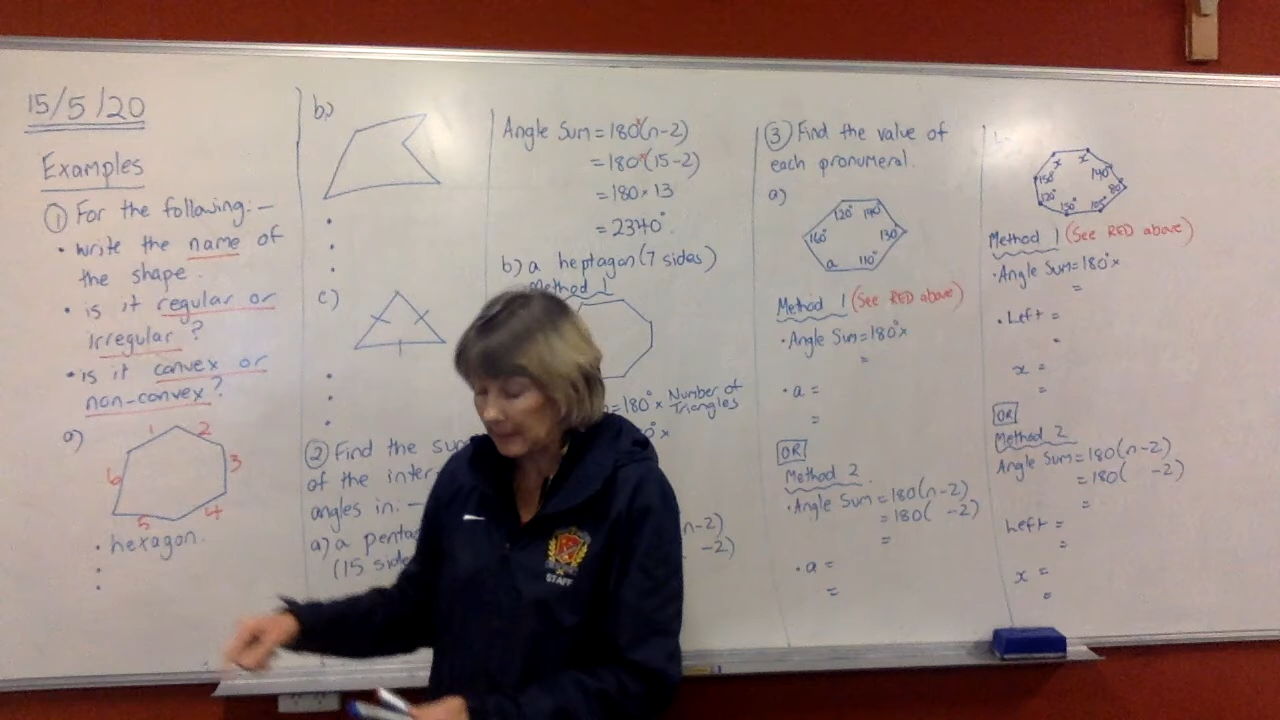 15/5/20
Examples
① For the following:-
• write the name of
the shape.
• is it regular or
irregular?
• is it convex or
non-convex?
a)
1
2
3
4
5
6
• hexagon.
b)
c)
② Find the sum
of the inter
angles in:-
a) a penta
(15 side
Angle Sum = 180°(n-2)
= 180°(15-2)
= 180 × 13
= 2340°.
b) a heptagon (7 sides)
Method 1
= 180° × Number of
Triangles
0° ×
n-2)
-2)
③ Find the value of
each pronumeral.
a)
120° 140°
160° 130°
a 110°
Method 1 (See RED above)
• Angle Sum = 180° ×
=
• a =
=
OR
Method 2.
• Angle Sum = 180(n-2)
= 180( -2)
=
• a =
=
x x
150° 140°
120° 80°
150° 105°
Method 1 (See RED above)
• Angle Sum = 180° ×
=
• Left =
=
x =
=
OR
Method 2
Angle Sum = 180(n-2)
= 180( -2)
=
Left =
=
x =
=
STAFF